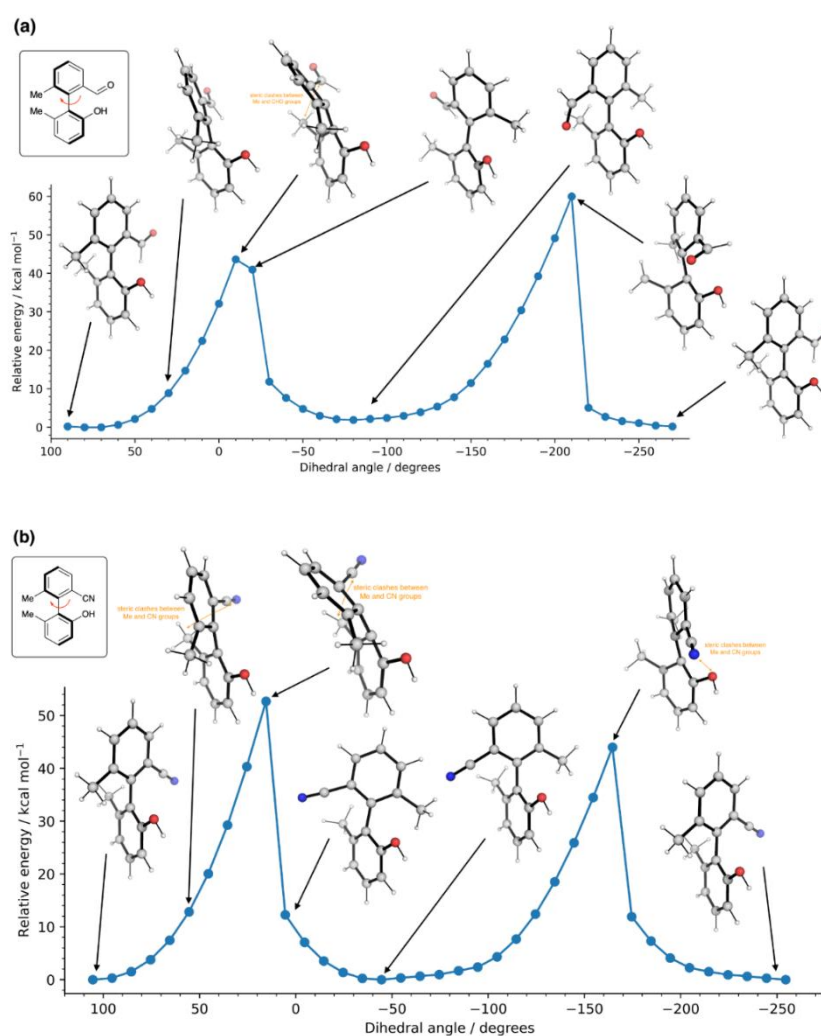 (a)
Me
O
Me
OH
steric clashes between
Me and CHO groups
60
50
40
30
20
10
0
Relative energy / kcal mol⁻¹
100
50
0
−50
−100
−150
−200
−250
Dihedral angle / degrees
(b)
Me
CN
Me
OH
steric clashes between
Me and CN groups
steric clashes between
Me and CN groups
steric clashes between
Me and CN groups
50
40
30
20
10
0
Relative energy / kcal mol⁻¹
100
50
0
−50
−100
−150
−200
−250
Dihedral angle / degrees